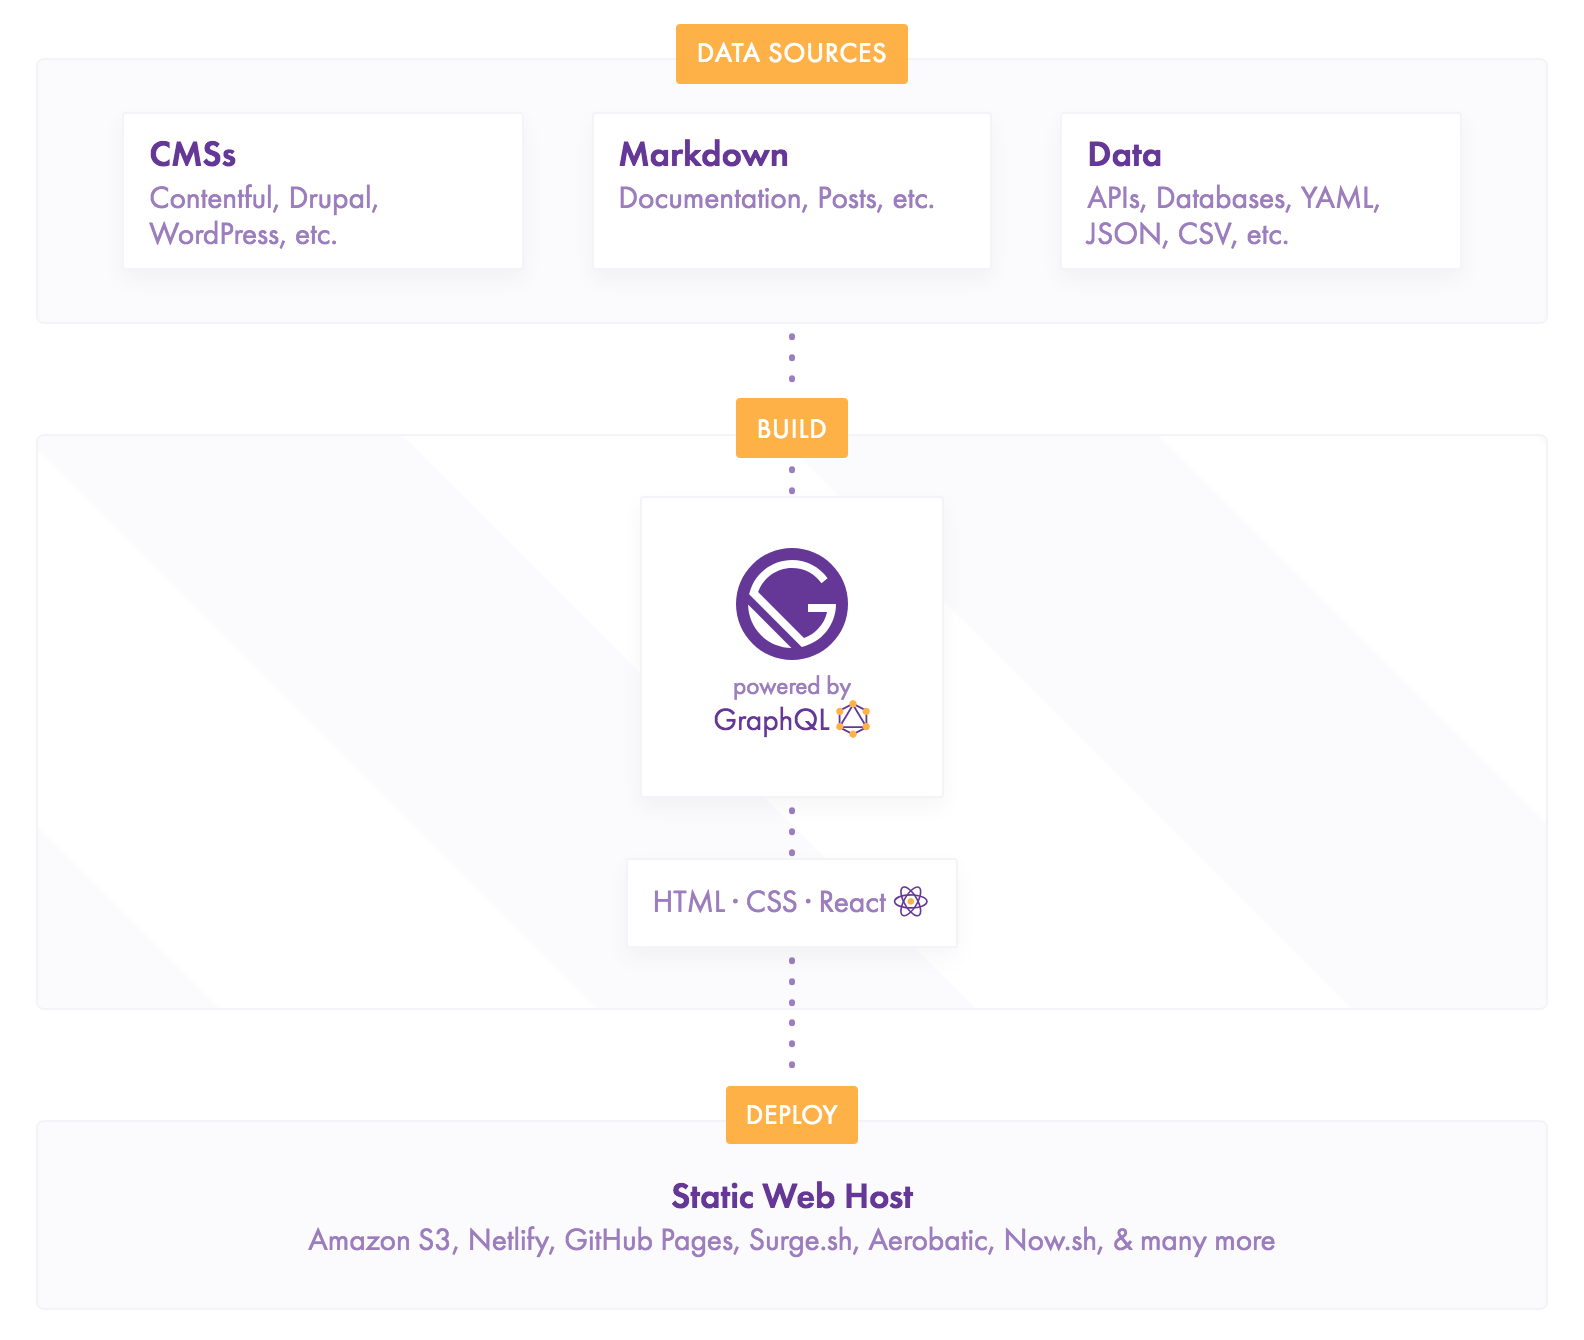 DATA SOURCES
CMSs
Contentful, Drupal,
WordPress, etc.
Markdown
Documentation, Posts, etc.
Data
APIs, Databases, YAML,
JSON, CSV, etc.
BUILD
powered by
GraphQL
HTML · CSS · React
DEPLOY
Static Web Host
Amazon S3, Netlify, GitHub Pages, Surge.sh, Aerobatic, Now.sh, & many more